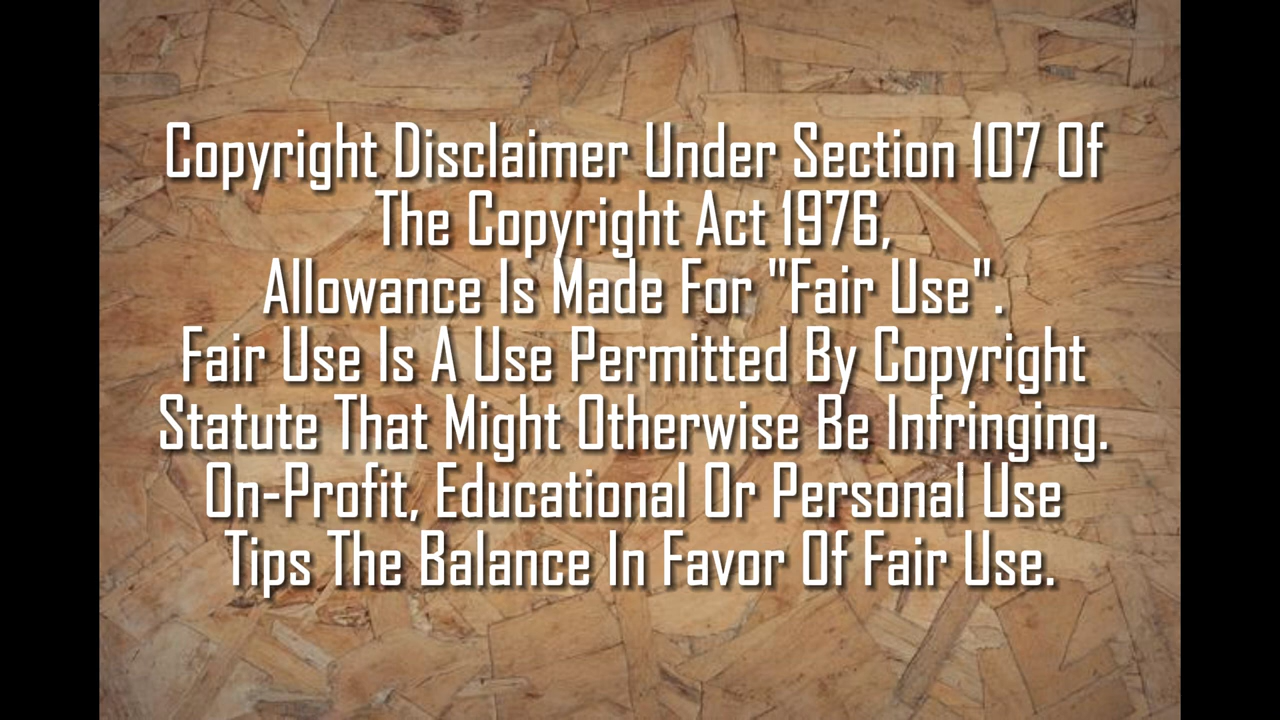 Copyright Disclaimer Under Section 107 Of
The Copyright Act 1976,
Allowance Is Made For "Fair Use".
Fair Use Is A Use Permitted By Copyright
Statute That Might Otherwise Be Infringing.
On-Profit, Educational Or Personal Use
Tips The Balance In Favor Of Fair Use.